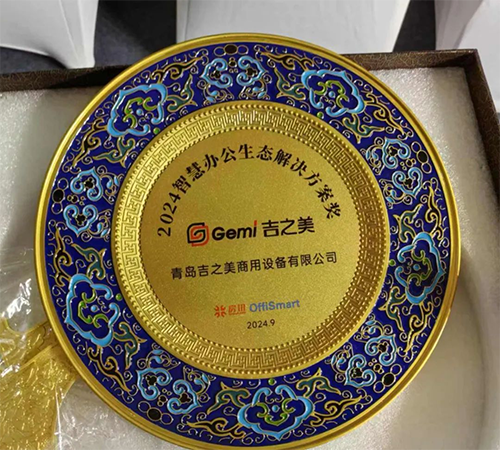 2024智慧办公生态解决方案奖
Gemi 吉之美
青岛吉之美商用设备有限公司
OffiSmart
2024.9